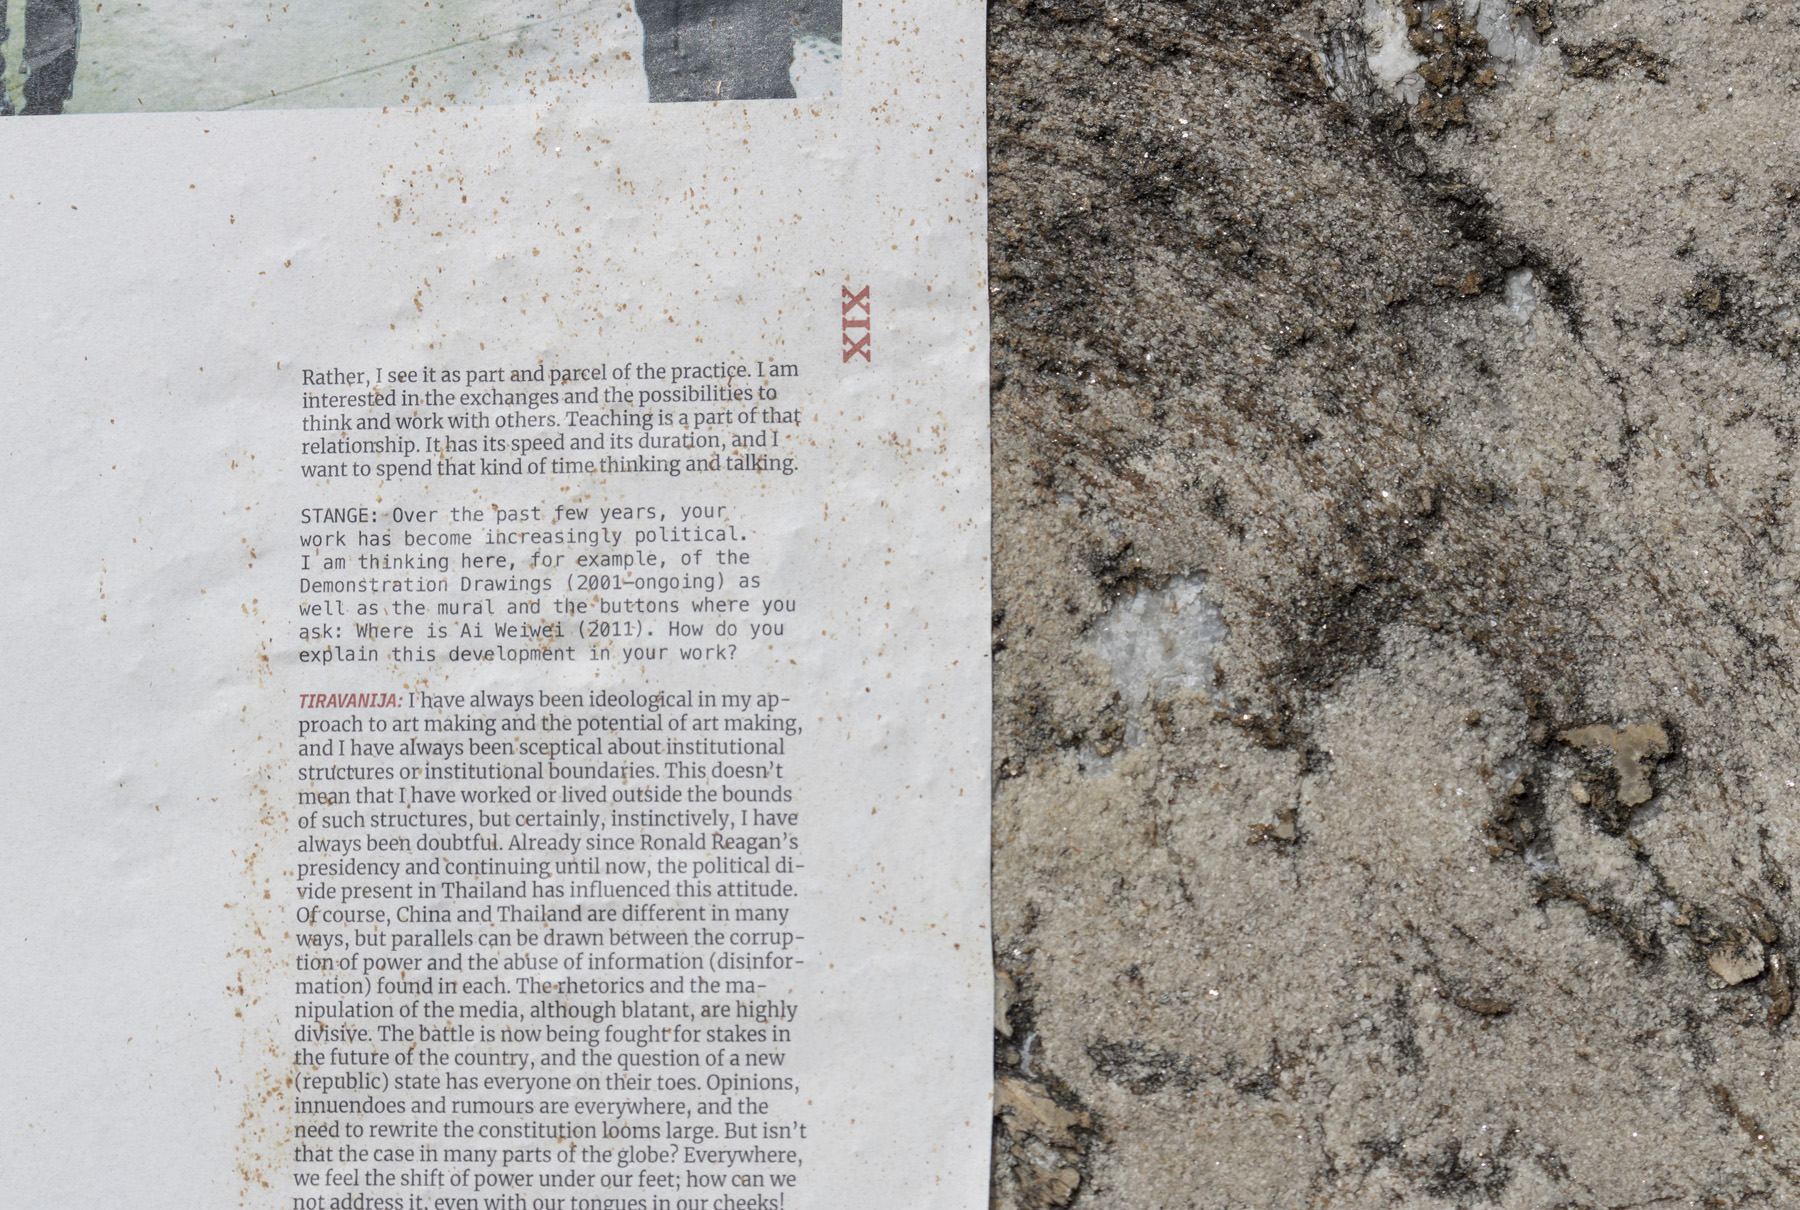 XIX
Rather, I see it as part and parcel of the practice. I am
interested in the exchanges and the possibilities to
think and work with others. Teaching is a part of that
relationship. It has its speed and its duration, and I
want to spend that kind of time thinking and talking.
STANGE: Over the past few years, your
work has become increasingly political.
I am thinking here, for example, of the
Demonstration Drawings (2001–ongoing) as
well as the mural and the buttons where you
ask: Where is Ai Weiwei (2011). How do you
explain this development in your work?
TIRAVANIJA: I have always been ideological in my ap-
proach to art making and the potential of art making,
and I have always been sceptical about institutional
structures or institutional boundaries. This doesn't
mean that I have worked or lived outside the bounds
of such structures, but certainly, instinctively, I have
always been doubtful. Already since Ronald Reagan's
presidency and continuing until now, the political di-
vide present in Thailand has influenced this attitude.
Of course, China and Thailand are different in many
ways, but parallels can be drawn between the corrup-
tion of power and the abuse of information (disinfor-
mation) found in each. The rhetorics and the ma-
nipulation of the media, although blatant, are highly
divisive. The battle is now being fought for stakes in
the future of the country, and the question of a new
(republic) state has everyone on their toes. Opinions,
innuendoes and rumours are everywhere, and the
need to rewrite the constitution looms large. But isn't
that the case in many parts of the globe? Everywhere,
we feel the shift of power under our feet; how can we
not address it, even with our tongues in our cheeks!